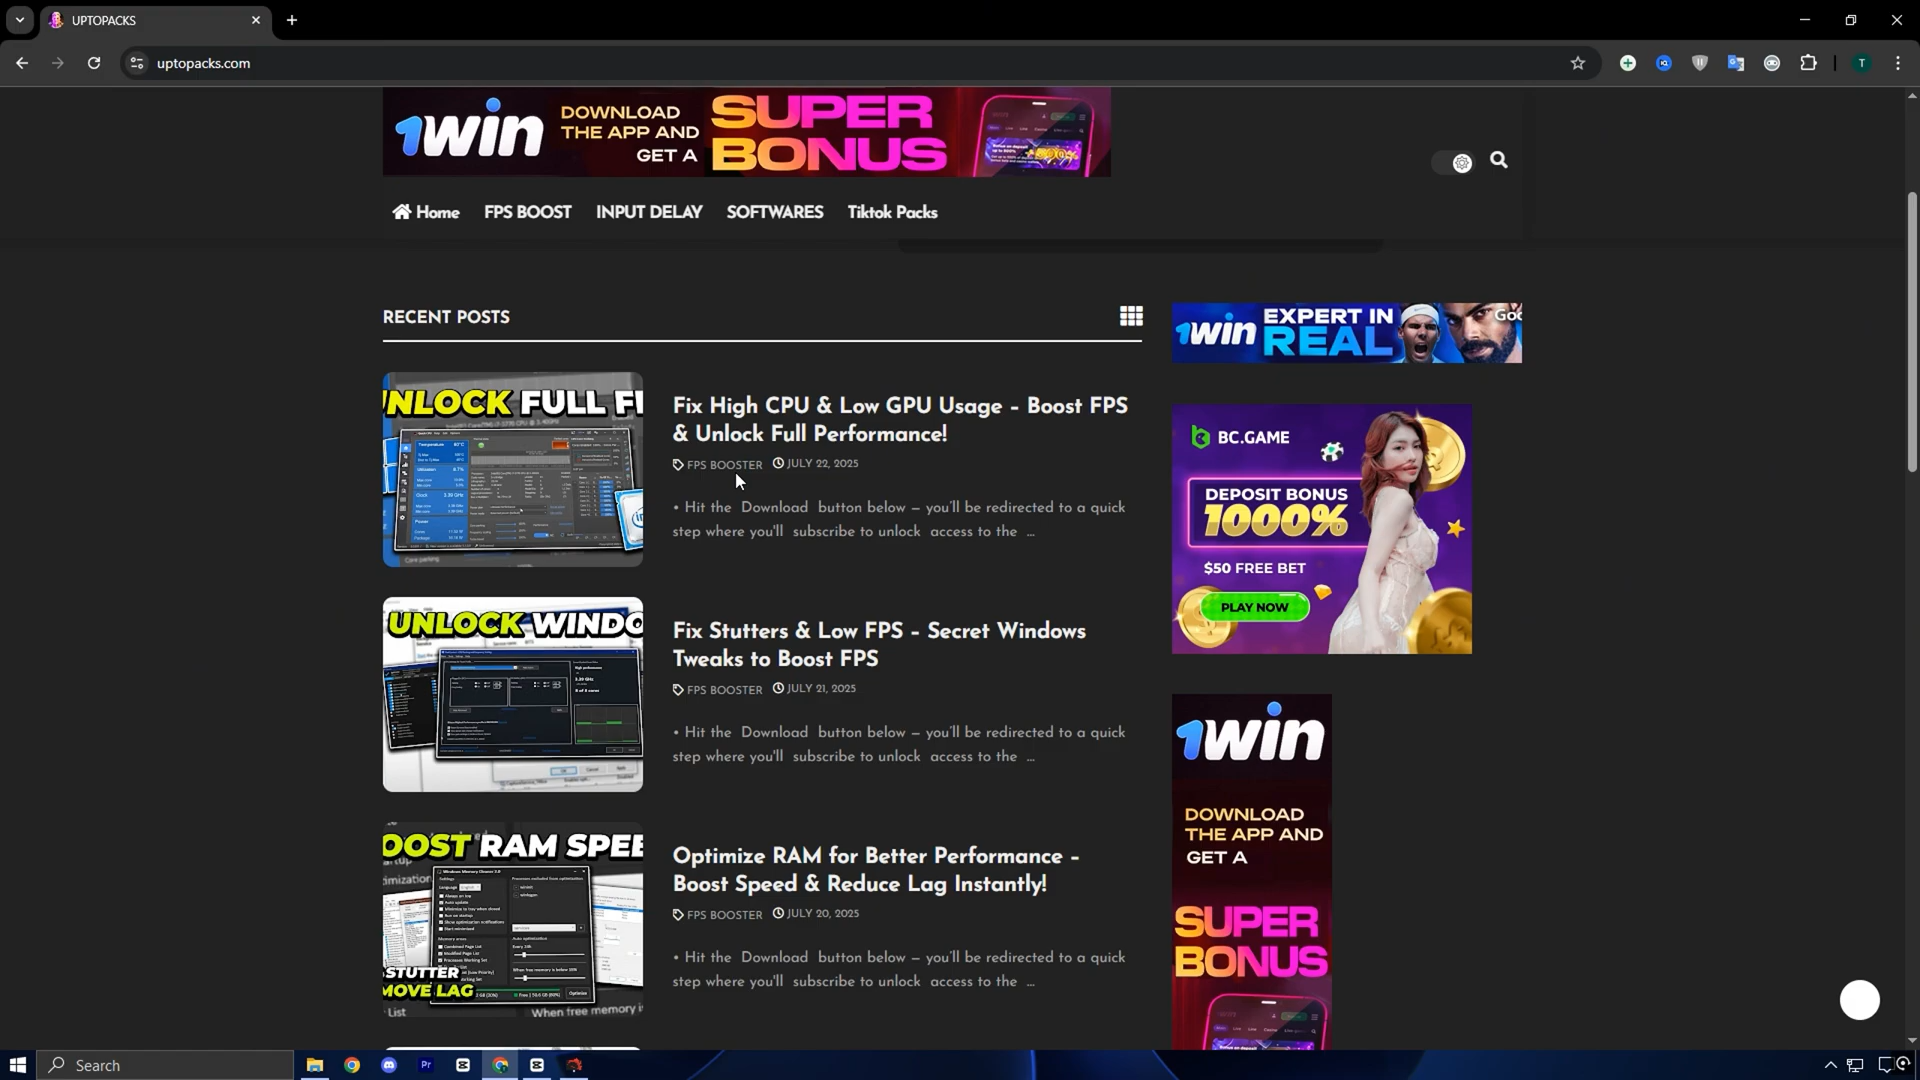 UPTOPACKS
uptopacks.com
T
1win
DOWNLOAD
THE APP AND
GET A
SUPER
BONUS
Home
FPS BOOST
INPUT DELAY
SOFTWARES
Tiktok Packs
RECENT POSTS
1win EXPERT IN
REAL
UNLOCK FULL
Fix High CPU & Low GPU Usage – Boost FPS
& Unlock Full Performance!
FPS BOOSTER
JULY 22, 2025
• Hit the Download button below – you'll be redirected to a quick
step where you'll subscribe to unlock access to the ...
BC.GAME
DEPOSIT BONUS
1000%
$50 FREE BET
PLAY NOW
UNLOCK WINDO
Fix Stutters & Low FPS – Secret Windows
Tweaks to Boost FPS
FPS BOOSTER
JULY 21, 2025
• Hit the Download button below – you'll be redirected to a quick
step where you'll subscribe to unlock access to the ...
1win
DOWNLOAD
THE APP AND
GET A
SUPER
BONUS
OOST RAM SPEE
STUTTER
MOVE LAG
When free memory i
Optimize RAM for Better Performance –
Boost Speed & Reduce Lag Instantly!
FPS BOOSTER
JULY 20, 2025
• Hit the Download button below – you'll be redirected to a quick
step where you'll subscribe to unlock access to the ...
Search
Pr